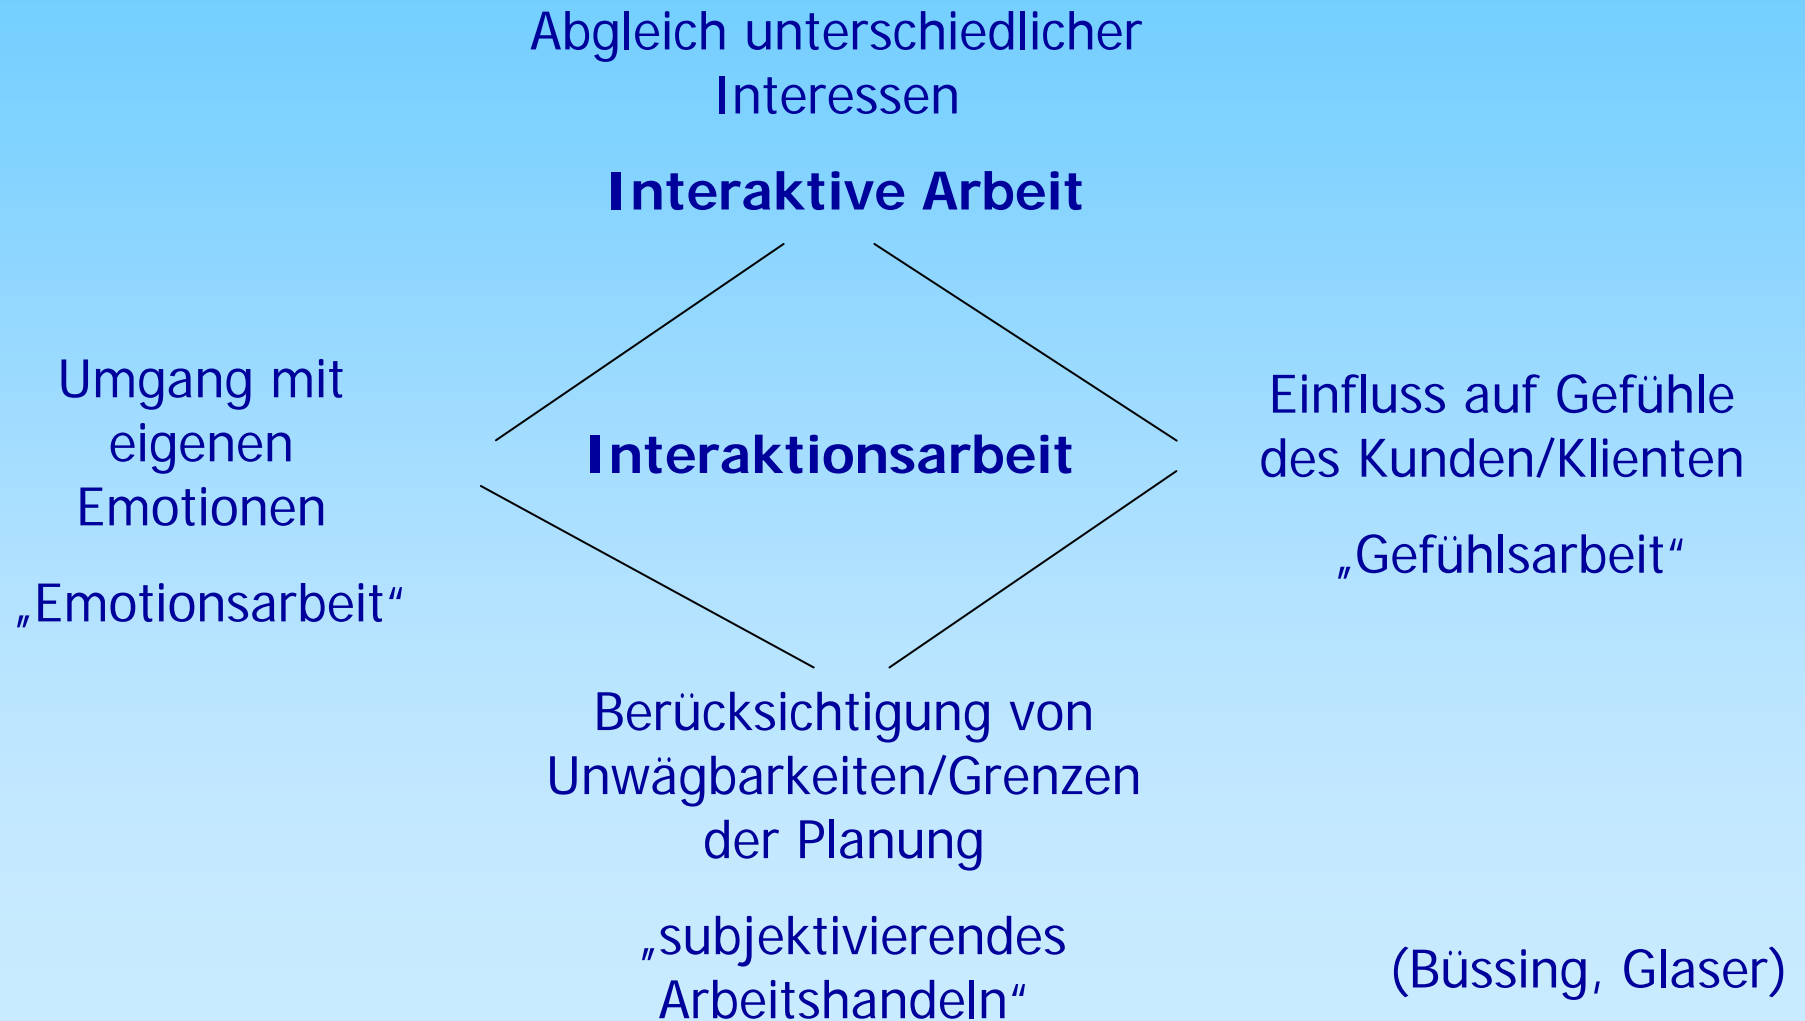 Abgleich unterschiedlicher
Interessen
Interaktive Arbeit
Umgang mit
eigenen
Emotionen
„Emotionsarbeit“
Interaktionsarbeit
Einfluss auf Gefühle
des Kunden/Klienten
„Gefühlsarbeit“
Berücksichtigung von
Unwägbarkeiten/Grenzen
der Planung
„subjektivierendes
Arbeitshandeln“
(Büssing, Glaser)